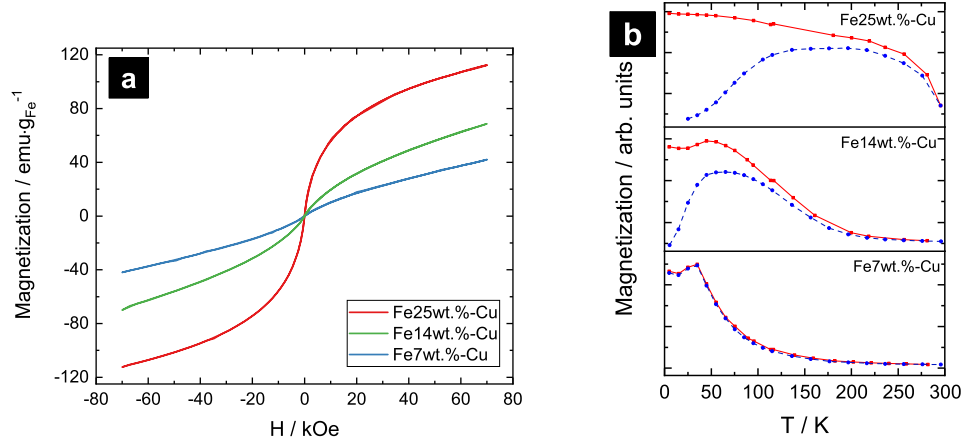 a
Magnetization / emu·g_Fe^-1
120
80
40
0
-40
-80
-120
-80
-60
-40
-20
0
20
40
60
80
H / kOe
Fe25wt.%-Cu
Fe14wt.%-Cu
Fe7wt.%-Cu
b
Magnetization / arb. units
Fe25wt.%-Cu
Fe14wt.%-Cu
Fe7wt.%-Cu
0
50
100
150
200
250
300
T / K